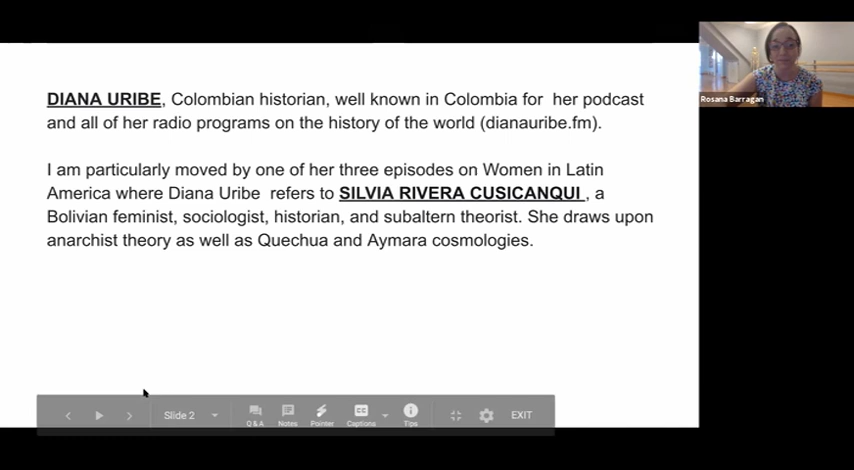 DIANA URIBE, Colombian historian, well known in Colombia for her podcast
and all of her radio programs on the history of the world (dianauribe.fm).
I am particularly moved by one of her three episodes on Women in Latin
America where Diana Uribe refers to SILVIA RIVERA CUSICANQUI , a
Bolivian feminist, sociologist, historian, and subaltern theorist. She draws upon
anarchist theory as well as Quechua and Aymara cosmologies.
Rosana Barragan
Slide 2
CC
Q & A Notes Pointer Captions Tips
EXIT